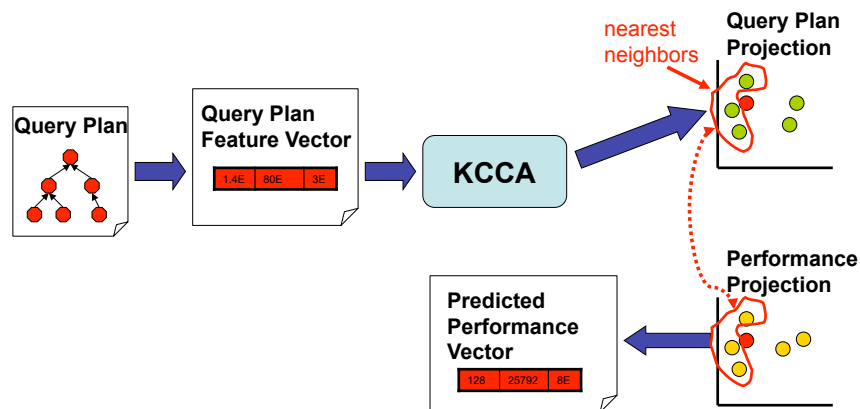 nearest
neighbors
Query Plan
Projection
Query Plan
Query Plan
Feature Vector
1.4E 80E 3E
KCCA
Performance
Projection
Predicted
Performance
Vector
128 25792 8E